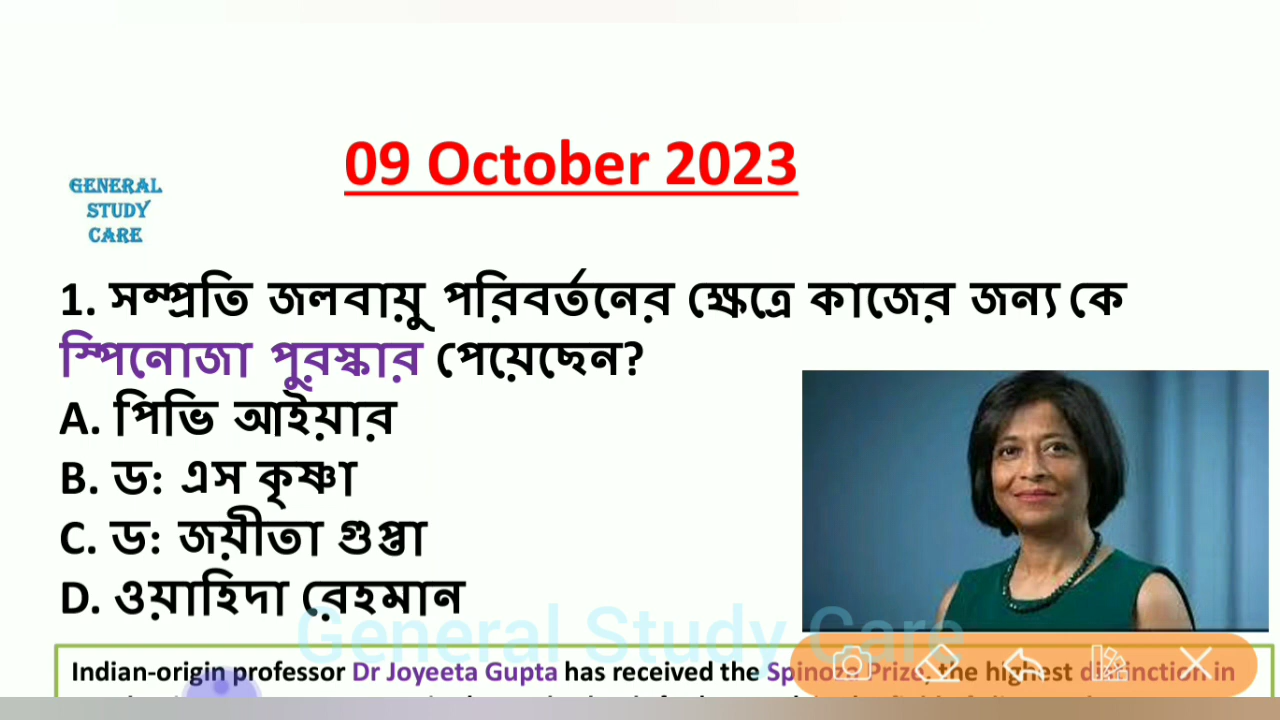 09 October 2023
GENERAL
STUDY
CARE
1. সম্প্রতি জলবায়ু পরিবর্তনের ক্ষেত্রে কাজের জন্য কে
স্পিনোজা পুরস্কার পেয়েছেন?
A. পিভি আইয়ার
B. ড: এস কৃষ্ণা
C. ড: জয়ীতা গুপ্তা
D. ওয়াহিদা রেহমান
General Study Care
Indian-origin professor Dr Joyeeta Gupta has received the Spinoza Prize, the highest distinction in